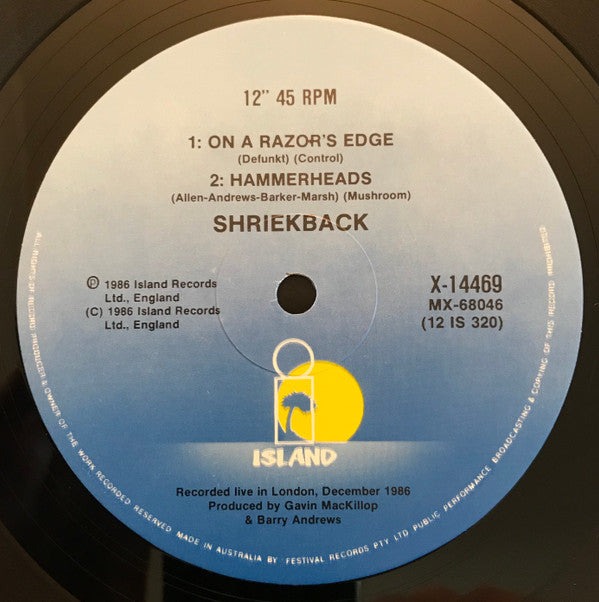 12" 45 RPM
1: ON A RAZOR'S EDGE
(Defunkt) (Control)
2: HAMMERHEADS
(Allen-Andrews-Barker-Marsh) (Mushroom)
SHRIEKBACK
℗ 1986 Island Records
Ltd., England
(C) 1986 Island Records
Ltd., England
X-14469
MX-68046
(12 IS 320)
ISLAND
Recorded live in London, December 1986
Produced by Gavin MacKillop
& Barry Andrews
ALL RIGHTS OF RECORD PRODUCER & OWNER OF THE WORK RECORDED RESERVED MADE IN AUSTRALIA BY FESTIVAL RECORDS PTY LTD PUBLIC PERFORMANCE BROADCASTING & COPYING OF THIS RECORD PROHIBITED